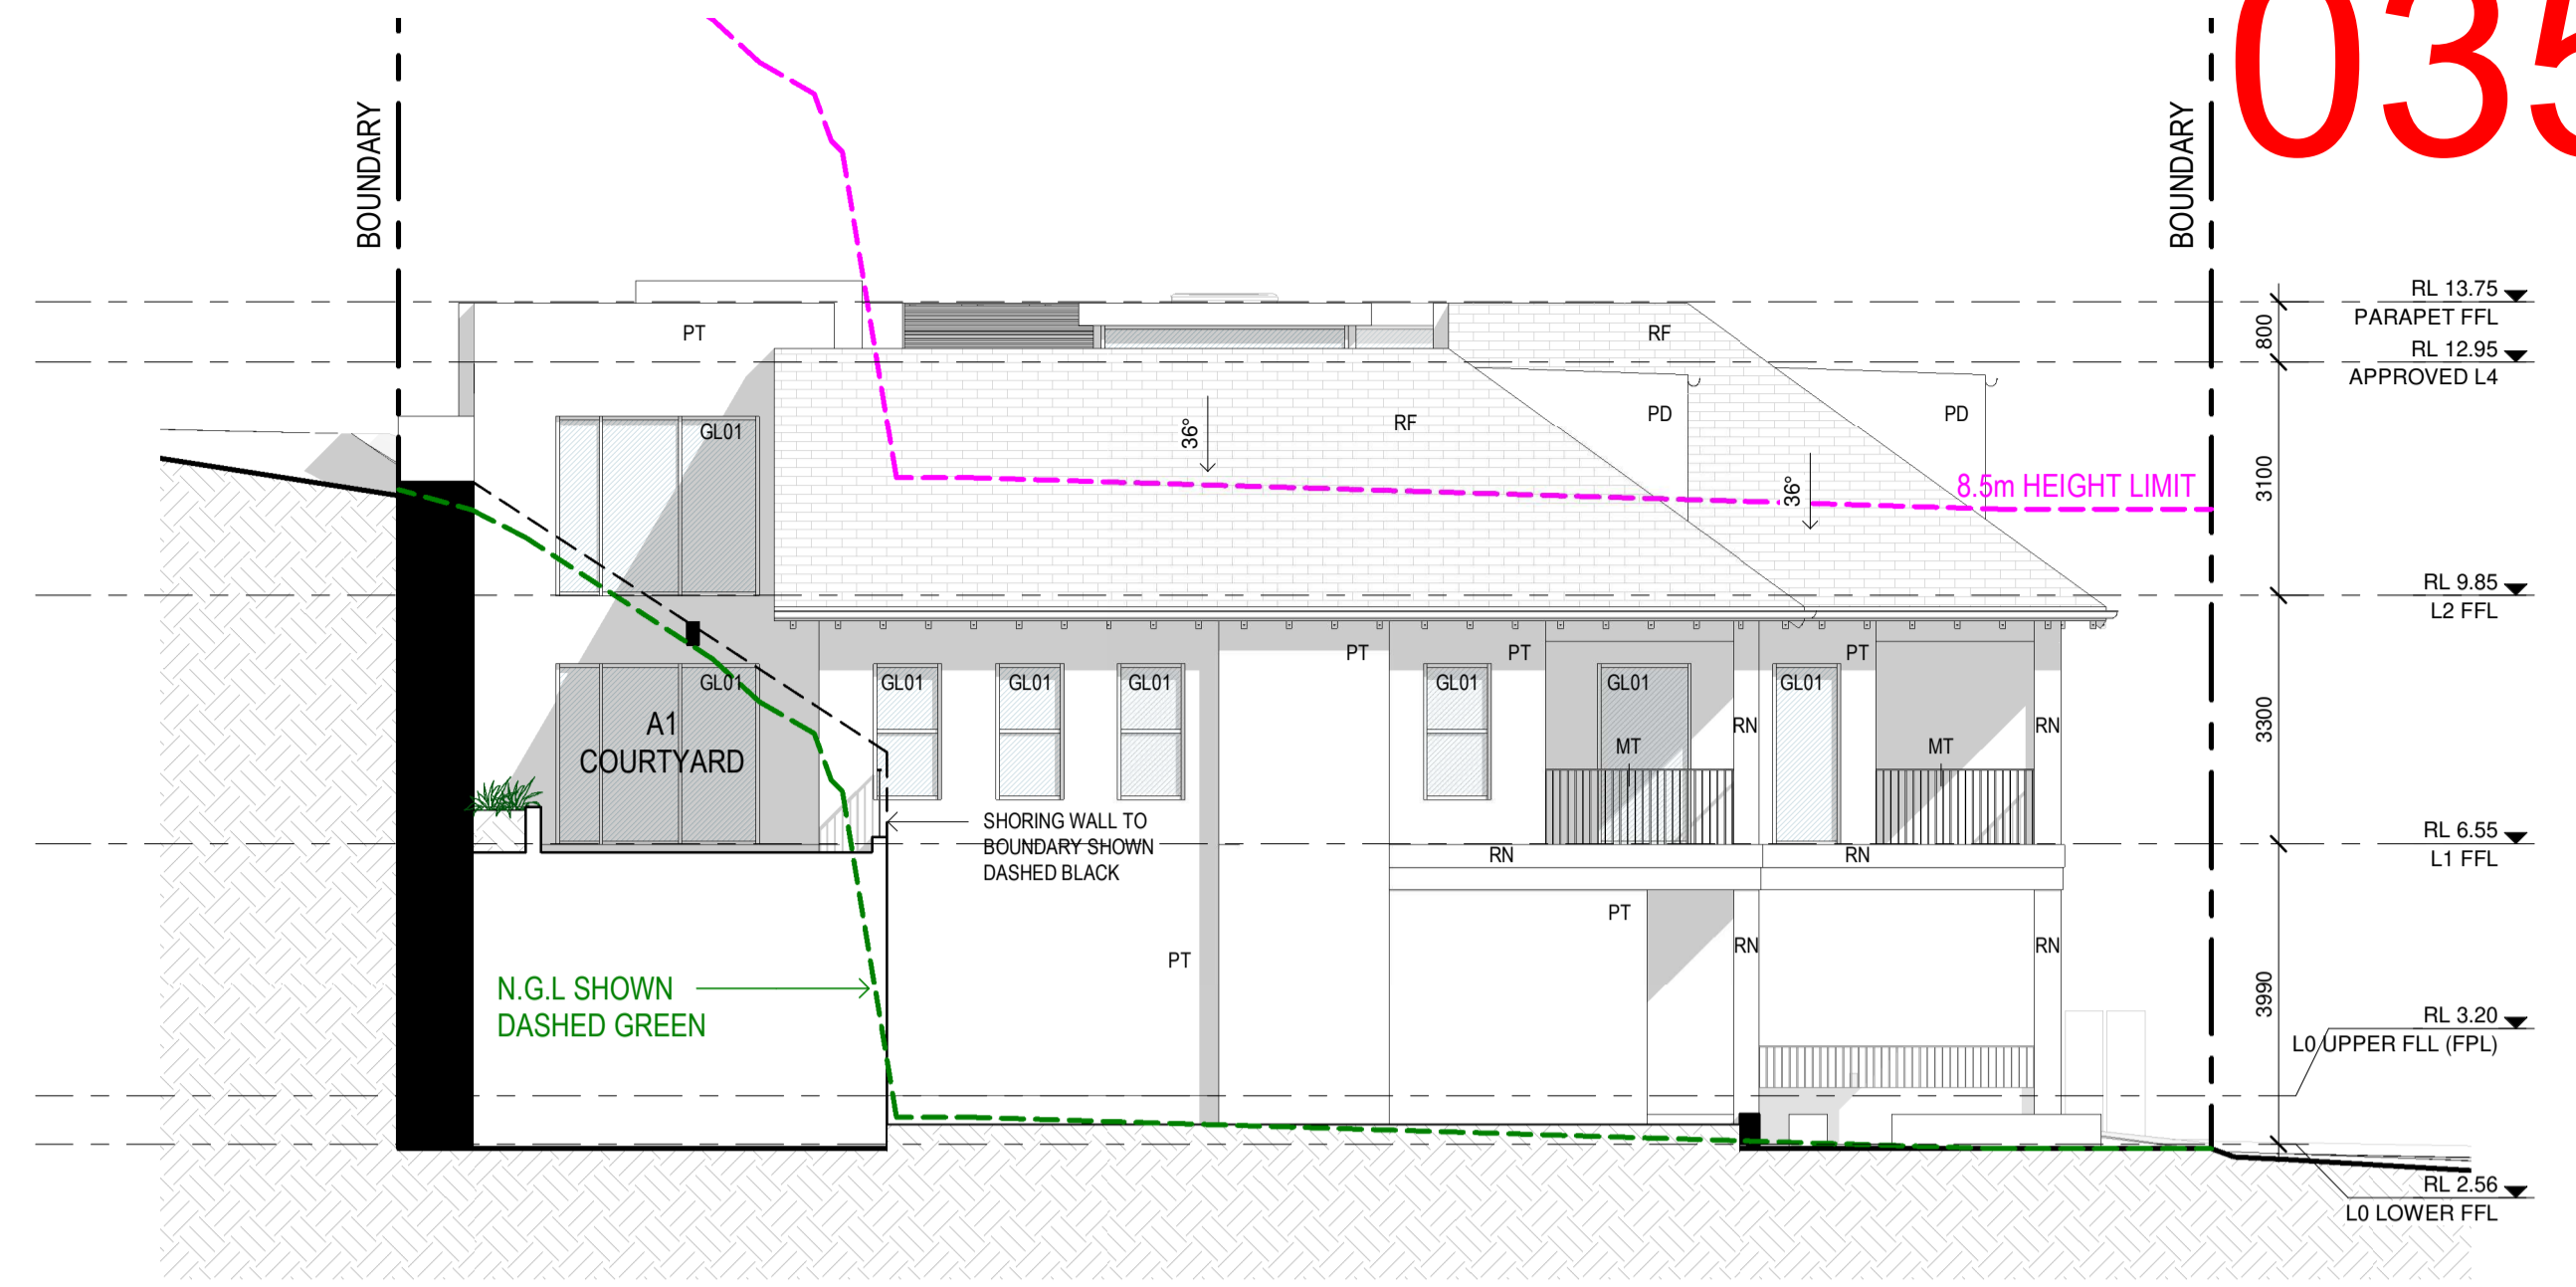 035
BOUNDARY
BOUNDARY
RL 13.75
PARAPET FFL
800
RL 12.95
APPROVED L4
PT
RF
GL01
36°
RF
PD
PD
8.5m HEIGHT LIMIT
36°
3100
RL 9.85
L2 FFL
PT
PT
PT
GL01
GL01
GL01
GL01
GL01
GL01
GL01
A1
COURTYARD
MT
RN
MT
RN
3300
SHORING WALL TO
BOUNDARY SHOWN
DASHED BLACK
RL 6.55
L1 FFL
RN
RN
PT
PT
RN
RN
N.G.L SHOWN
DASHED GREEN
3990
RL 3.20
L0 UPPER FLL (FPL)
RL 2.56
L0 LOWER FFL